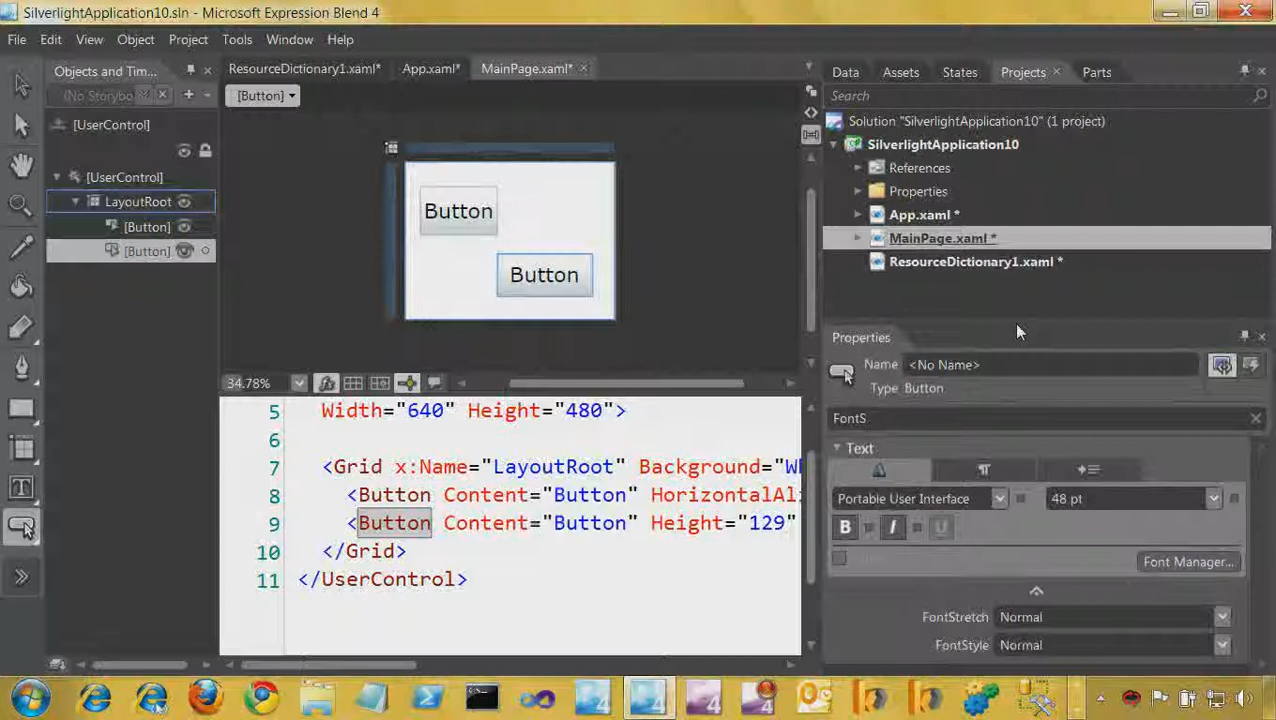 SilverlightApplication10.sln - Microsoft Expression Blend 4
File Edit View Object Project Tools Window Help
Objects and Tim...
(No Storybo
[UserControl]
[UserControl]
LayoutRoot
[Button]
[Button]
ResourceDictionary1.xaml* App.xaml* MainPage.xaml*
[Button]
Button
Button
34.78%
5 Width="640" Height="480">
6
7 <Grid x:Name="LayoutRoot" Background="Wh
8 <Button Content="Button" HorizontalAli
9 <Button Content="Button" Height="129"
10 </Grid>
11 </UserControl>
Data Assets States Projects Parts
Search
Solution "SilverlightApplication10" (1 project)
SilverlightApplication10
References
Properties
App.xaml *
MainPage.xaml *
ResourceDictionary1.xaml *
Properties
Name <No Name>
Type Button
FontS
Text
Portable User Interface 48 pt
B I U
Font Manager...
FontStretch Normal
FontStyle Normal